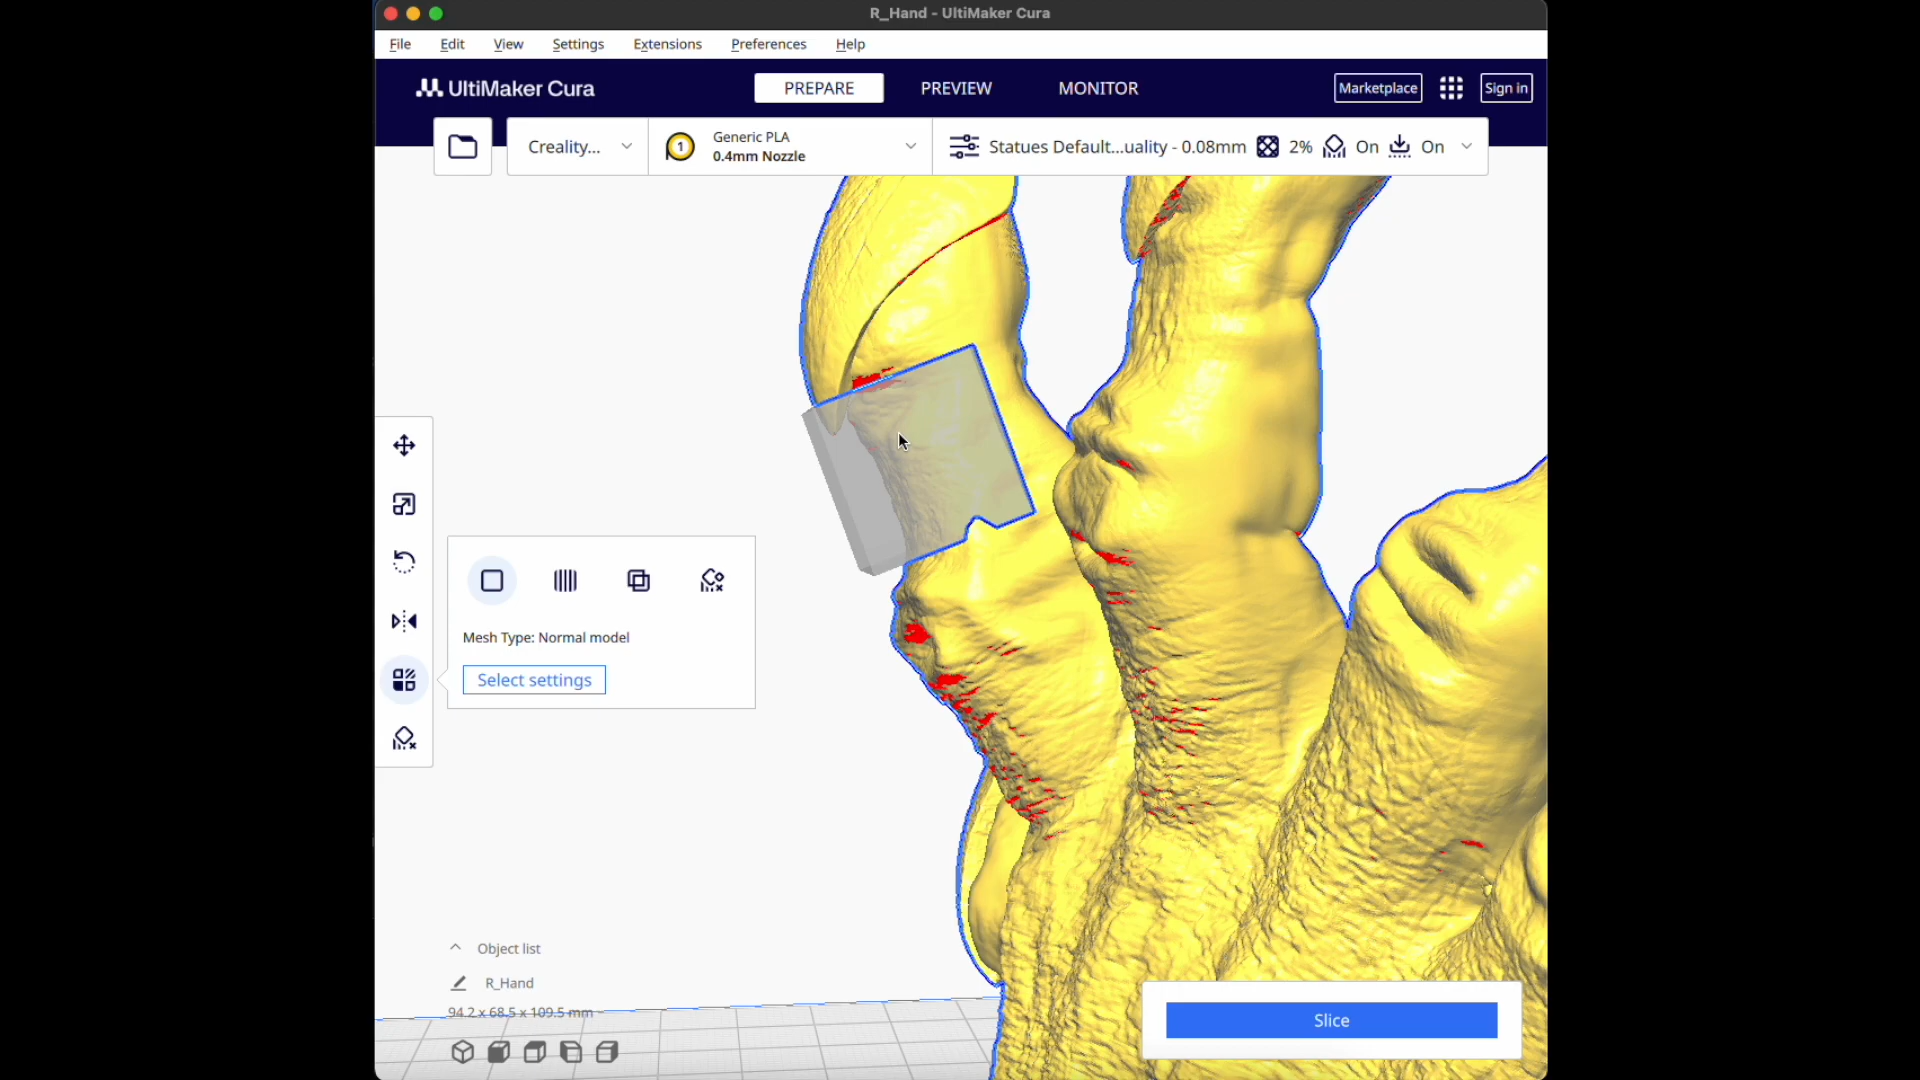 R_Hand - UltiMaker Cura
File Edit View Settings Extensions Preferences Help
UltiMaker Cura PREPARE PREVIEW MONITOR Marketplace Sign in
Creality... 1 Generic PLA
0.4mm Nozzle
Statues Default...uality - 0.08mm 2% On On
Mesh Type: Normal model
Select settings
Object list
R_Hand
94.2 x 68.5 x 109.5 mm
Slice